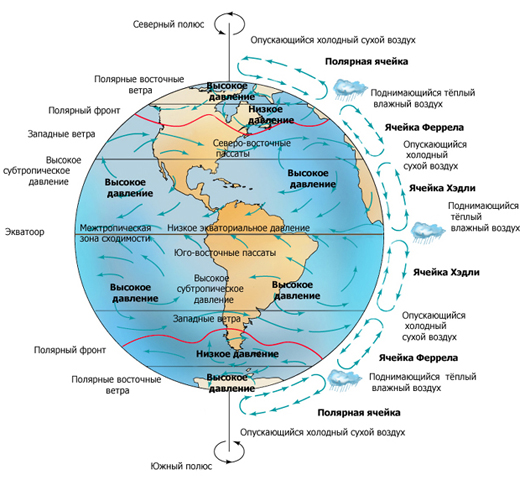 Северный полюс
Опускающийся холодный сухой воздух
Полярная ячейка
Полярные восточные
ветра
Высокое
давление
Поднимающийся тёплый
влажный воздух
Полярный фронт
Низкое
давление
Ячейка Феррела
Западные ветра
Северо-восточные
пассаты
Опускающийся
холодный
сухой воздух
Высокое
субтропическое
давление
Высокое
давление
Высокое
давление
Ячейка Хэдли
Поднимающийся
тёплый
влажный воздух
Экватоор
Межтропическая
зона сходимости
Низкое экваториальное давление
Юго-восточные пассаты
Ячейка Хэдли
Высокое
давление
Высокое
субтропическое
давление
Высокое
давление
Западные ветра
Опускающийся
холодный
сухой воздух
Полярный фронт
Низкое давление
Ячейка Феррела
Полярные восточные
ветра
Высокое
давление
Поднимающийся тёплый
влажный воздух
Полярная ячейка
Опускающийся холодный сухой воздух
Южный полюс